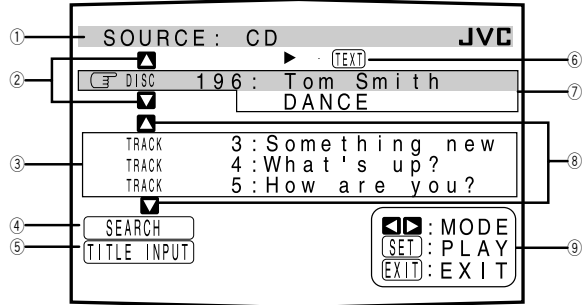 ① SOURCE: CD JVC
⑥ TEXT
②
DISC 196: Tom Smith
⑦ DANCE
③ TRACK 3:Something new
⑧ TRACK 4:What's up?
TRACK 5:How are you?
④ SEARCH
⑤ TITLE INPUT
◀▶:MODE
⑨ SET:PLAY
EXIT:EXIT